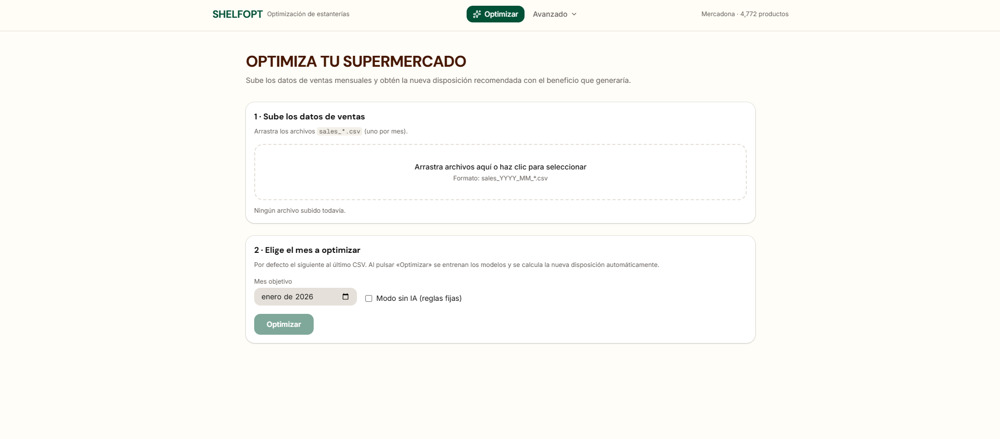 SHELFOPT Optimización de estanterías Optimizar Avanzado Mercadona · 4,772 productos
OPTIMIZA TU SUPERMERCADO
Sube los datos de ventas mensuales y obtén la nueva disposición recomendada con el beneficio que generaría.
1 · Sube los datos de ventas
Arrastra los archivos sales_*.csv (uno por mes).
Arrastra archivos aquí o haz clic para seleccionar
Formato: sales_YYYY_MM_*.csv
Ningún archivo subido todavía.
2 · Elige el mes a optimizar
Por defecto el siguiente al último CSV. Al pulsar «Optimizar» se entrenan los modelos y se calcula la nueva disposición automáticamente.
Mes objetivo
enero de 2026 Modo sin IA (reglas fijas)
Optimizar